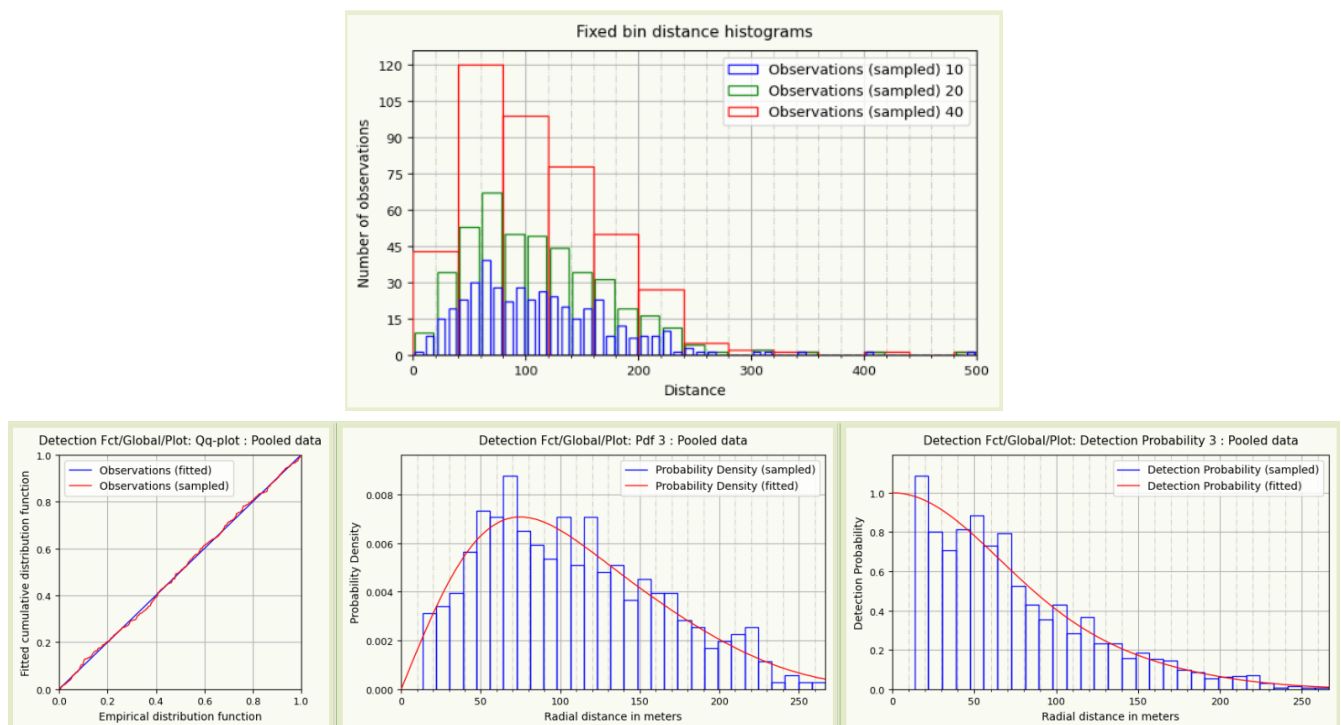 Fixed bin distance histograms
Observations (sampled) 10
Observations (sampled) 20
Observations (sampled) 40
Number of observations
120
105
90
75
60
45
30
15
0
0 100 200 300 400 500
Distance
Detection Fct/Global/Plot: Qq-plot : Pooled data
Observations (fitted)
Observations (sampled)
Fitted cumulative distribution function
1.0
0.8
0.6
0.4
0.2
0.0
0.0 0.2 0.4 0.6 0.8 1.0
Empirical distribution function
Detection Fct/Global/Plot: Pdf 3 : Pooled data
Probability Density (sampled)
Probability Density (fitted)
Probability Density
0.008
0.006
0.004
0.002
0.000
0 50 100 150 200 250
Radial distance in meters
Detection Fct/Global/Plot: Detection Probability 3 : Pooled data
Detection Probability (sampled)
Detection Probability (fitted)
Detection Probability
1.0
0.8
0.6
0.4
0.2
0.0
0 50 100 150 200 250
Radial distance in meters